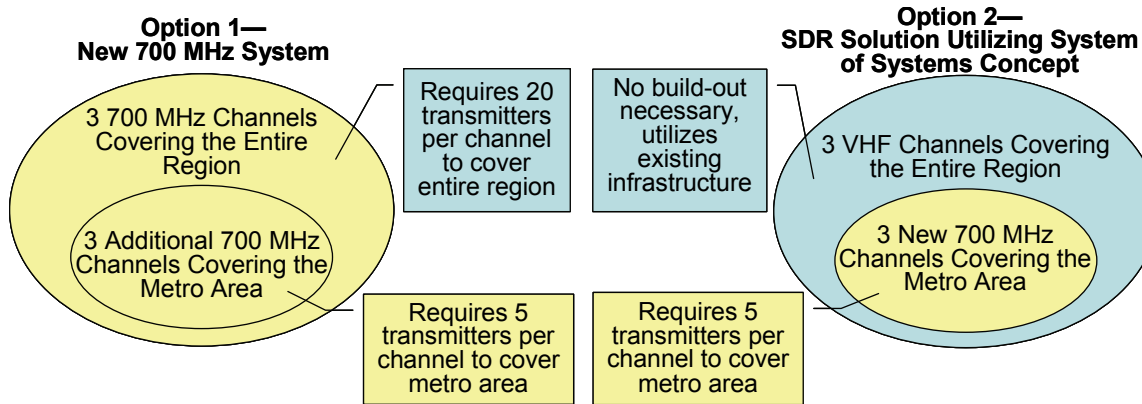 Option 1—
New 700 MHz System
3 700 MHz Channels
Covering the Entire
Region
3 Additional 700 MHz
Channels Covering the
Metro Area
Requires 20
transmitters
per channel
to cover
entire region
Requires 5
transmitters per
channel to cover
metro area
No build-out
necessary,
utilizes
existing
infrastructure
Requires 5
transmitters per
channel to cover
metro area
Option 2—
SDR Solution Utilizing System
of Systems Concept
3 VHF Channels Covering
the Entire Region
3 New 700 MHz
Channels Covering the
Metro Area